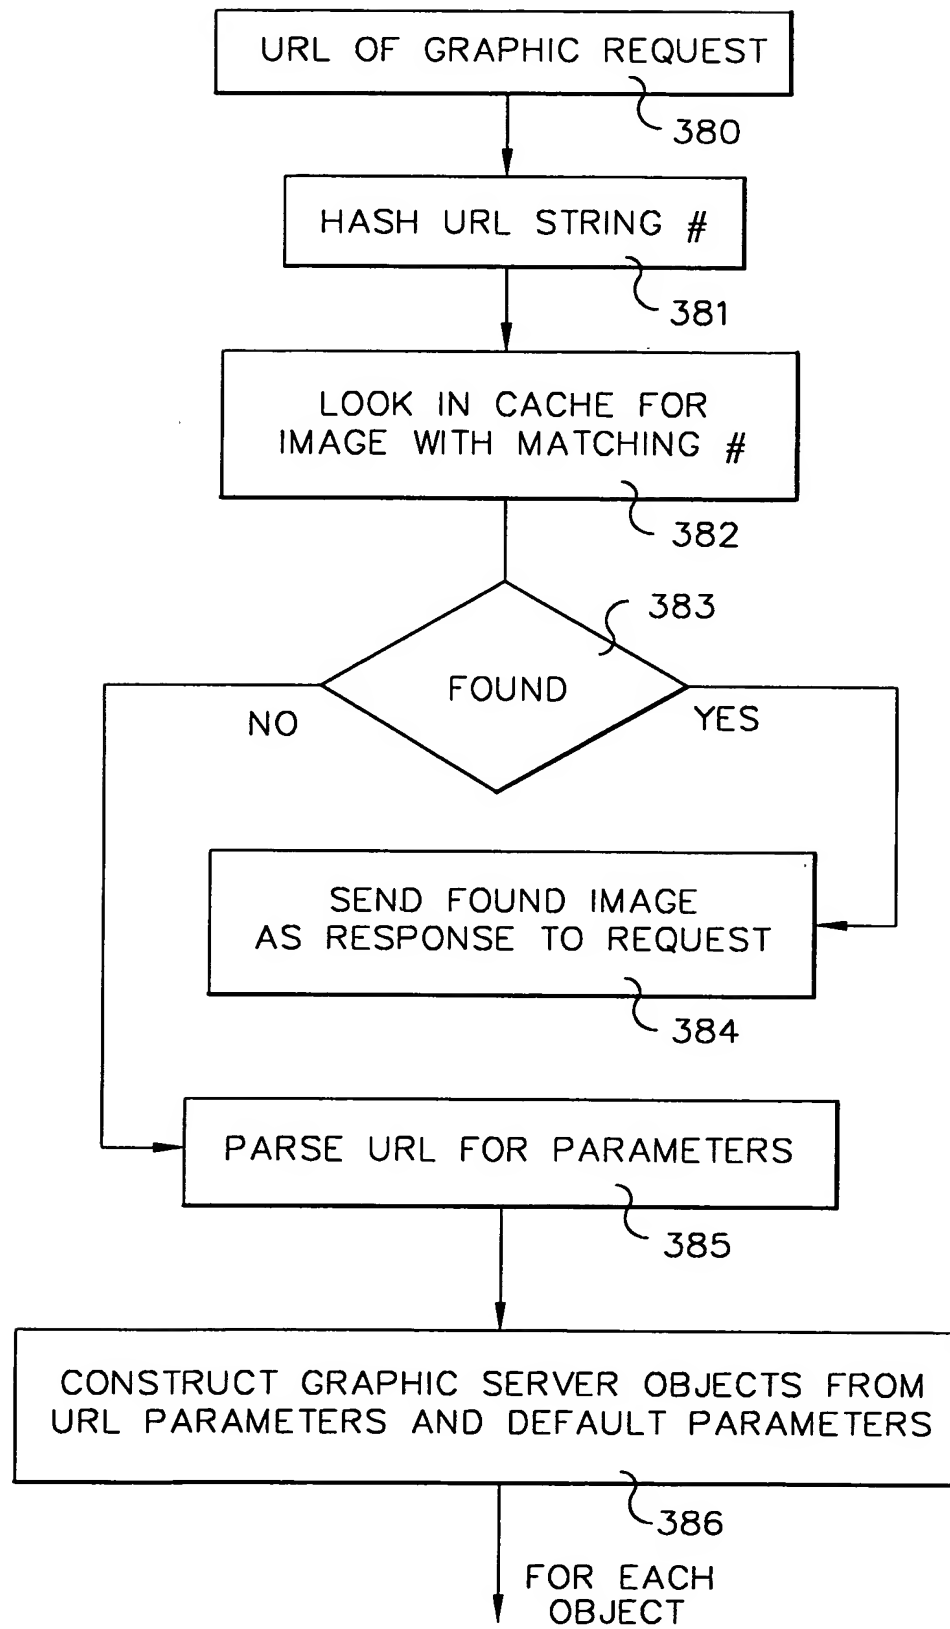 URL OF GRAPHIC REQUEST
380
HASH URL STRING #
381
LOOK IN CACHE FOR
IMAGE WITH MATCHING #
382
383
FOUND
NO
YES
SEND FOUND IMAGE
AS RESPONSE TO REQUEST
384
PARSE URL FOR PARAMETERS
385
CONSTRUCT GRAPHIC SERVER OBJECTS FROM
URL PARAMETERS AND DEFAULT PARAMETERS
386
FOR EACH
OBJECT